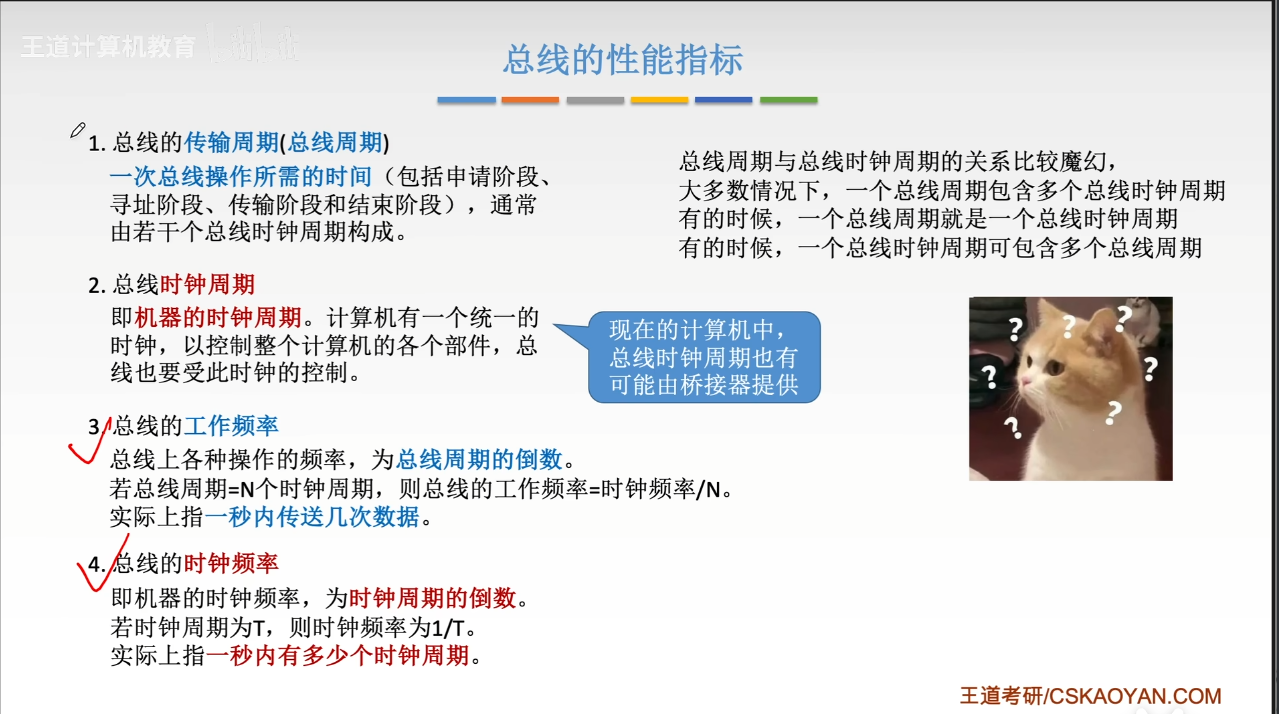 王道计算机教育
总线的性能指标
1. 总线的传输周期(总线周期)
一次总线操作所需的时间（包括申请阶段、
寻址阶段、传输阶段和结束阶段），通常
由若干个总线时钟周期构成。
总线周期与总线时钟周期的关系比较魔幻，
大多数情况下，一个总线周期包含多个总线时钟周期
有的时候，一个总线周期就是一个总线时钟周期
有的时候，一个总线时钟周期可包含多个总线周期
2. 总线时钟周期
即机器的时钟周期。计算机有一个统一的
时钟，以控制整个计算机的各个部件，总
线也要受此时钟的控制。
现在的计算机中，
总线时钟周期也有
可能由桥接器提供
? ? ? ? ? ? ?
3. 总线的工作频率
总线上各种操作的频率，为总线周期的倒数。
若总线周期=N个时钟周期，则总线的工作频率=时钟频率/N。
实际上指一秒内传送几次数据。
4. 总线的时钟频率
即机器的时钟频率，为时钟周期的倒数。
若时钟周期为T，则时钟频率为1/T。
实际上指一秒内有多少个时钟周期。
王道考研/CSKAOYAN.COM